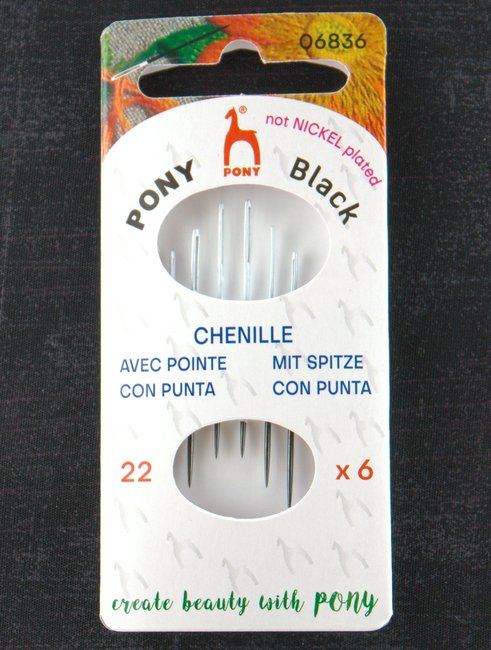 06836
not NICKEL plated
®
PONY
PONY Black
CHENILLE
AVEC POINTE MIT SPITZE
CON PUNTA CON PUNTA
22 x 6
create beauty with PONY